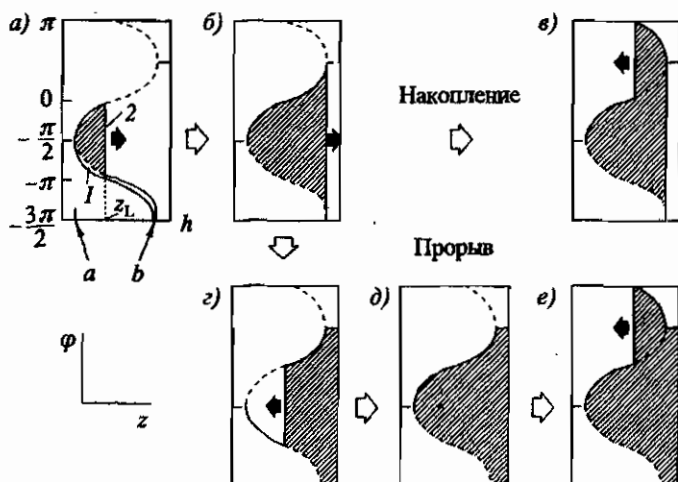 а) π
б)
в)
0
2
Накопление
− π/2
1
−π
− 3π/2
z_L
h
a
b
Прорыв
г)
д)
е)
φ
z